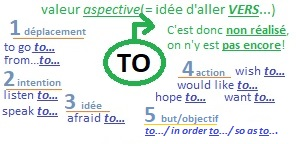 valeur aspective(= idée d'aller VERS...)
C'est donc non réalisé,
on n'y est pas encore!
TO
1 déplacement
to go to...
from...to...
2 intention
listen to...
speak to...
3 idée
afraid to...
4 action wish to...
would like to...
hope to... want to...
5 but/objectif
to.../ in order to.../ so as to...